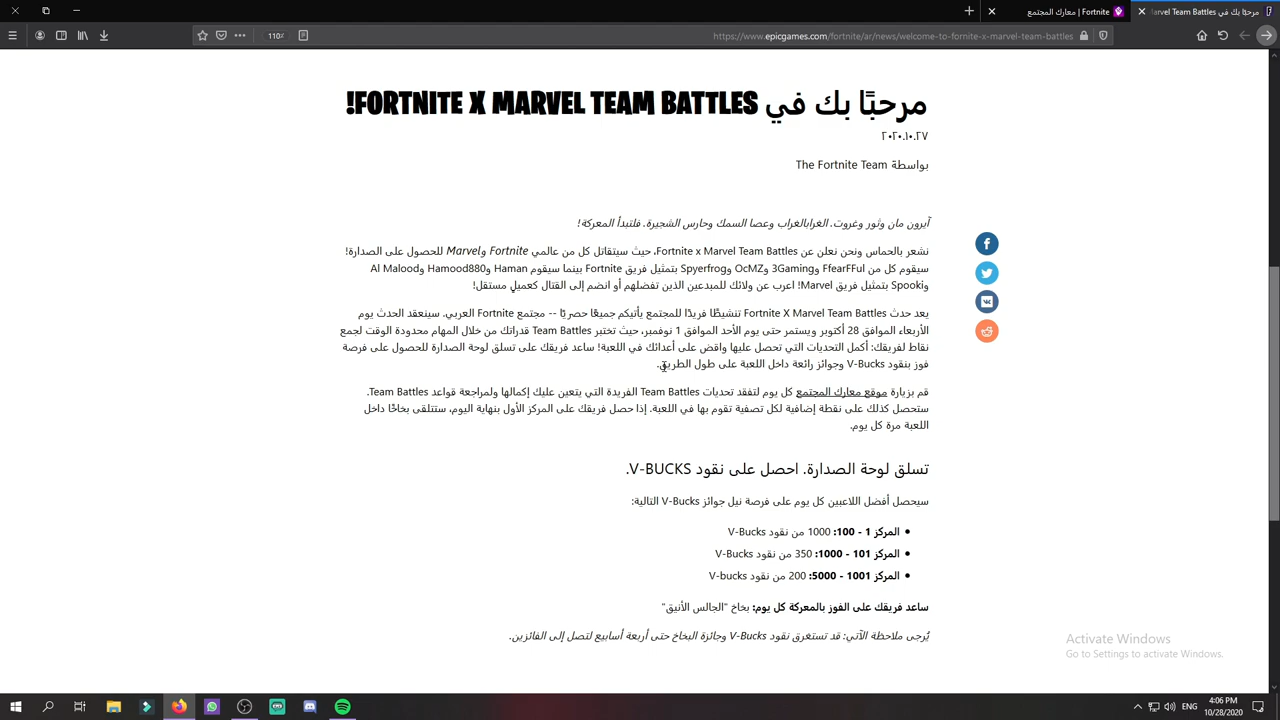 مرحبًا بك في Marvel Team Battles
Fortnite | معارك المجتمع
110%
https://www.epicgames.com/fortnite/ar/news/welcome-to-fornite-x-marvel-team-battles
مرحبًا بك في FORTNITE X MARVEL TEAM BATTLES!
٢٠٢٠.١٠.٢٧
بواسطة The Fortnite Team
آيرون مان وثور وغروت. الغرابالغراب وعصا السمك وحارس الشجيرة. فلتبدأ المعركة!
نشعر بالحماس ونحن نعلن عن Fortnite x Marvel Team Battles، حيث سيتقاتل كل من عالمي Fortnite وMarvel للحصول على الصدارة!
سيقوم كل من FfearFFul و3Gaming وOcMZ وSpyerfrog بتمثيل فريق Fortnite بينما سيقوم Haman وHamood880 وAl Malood
وSpooki بتمثيل فريق Marvel! اعرب عن ولائك للمبدعين الذين تفضلهم أو انضم إلى القتال كعميلٍ مستقل!
يعد حدث Fortnite X Marvel Team Battles تنشيطًا فريدًا للمجتمع يأتيكم جميعًا حصريًا -- مجتمع Fortnite العربي. سينعقد الحدث يوم
الأربعاء الموافق 28 أكتوبر ويستمر حتى يوم الأحد الموافق 1 نوفمبر، حيث تختبر Team Battles قدراتك من خلال المهام محدودة الوقت لجمع
نقاط لفريقك: أكمل التحديات التي تحصل عليها واقض على أعدائك في اللعبة! ساعد فريقك على تسلق لوحة الصدارة للحصول على فرصة
فوز بنقود V-Bucks وجوائز رائعة داخل اللعبة على طول الطريق.
قم بزيارة موقع معارك المجتمع كل يوم لتفقد تحديات Team Battles الفريدة التي يتعين عليك إكمالها ولمراجعة قواعد Team Battles.
ستحصل كذلك على نقطة إضافية لكل تصفية تقوم بها في اللعبة. إذا حصل فريقك على المركز الأول بنهاية اليوم، ستتلقى بخاخًا داخل
اللعبة مرة كل يوم.
تسلق لوحة الصدارة. احصل على نقود V-BUCKS.
سيحصل أفضل اللاعبين كل يوم على فرصة نيل جوائز V-Bucks التالية:
• المركز 1 - 100: 1000 من نقود V-Bucks
• المركز 101 - 1000: 350 من نقود V-Bucks
• المركز 1001 - 5000: 200 من نقود V-bucks
ساعد فريقك على الفوز بالمعركة كل يوم: بخاخ "الجالس الأنيق"
يُرجى ملاحظة الآتي: قد تستغرق نقود V-Bucks وجائزة البخاخ حتى أربعة أسابيع لتصل إلى الفائزين.
Activate Windows
Go to Settings to activate Windows.
ENG
4:06 PM
10/28/2020